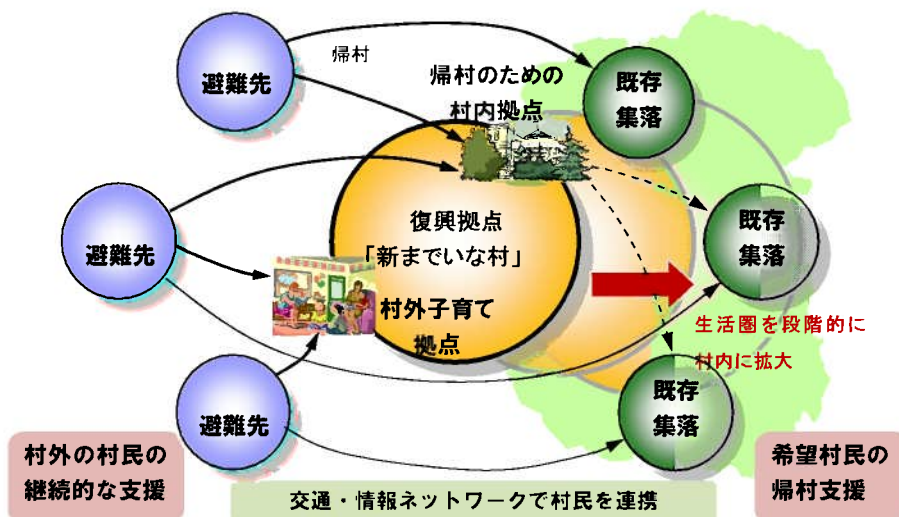 避難先
帰村
帰村のための
村内拠点
既存
集落
避難先
復興拠点
「新までいな村」
既存
集落
村外子育て
拠点
生活圏を段階的に
村内に拡大
避難先
既存
集落
村外の村民の
継続的な支援
交通・情報ネットワークで村民を連携
希望村民の
帰村支援